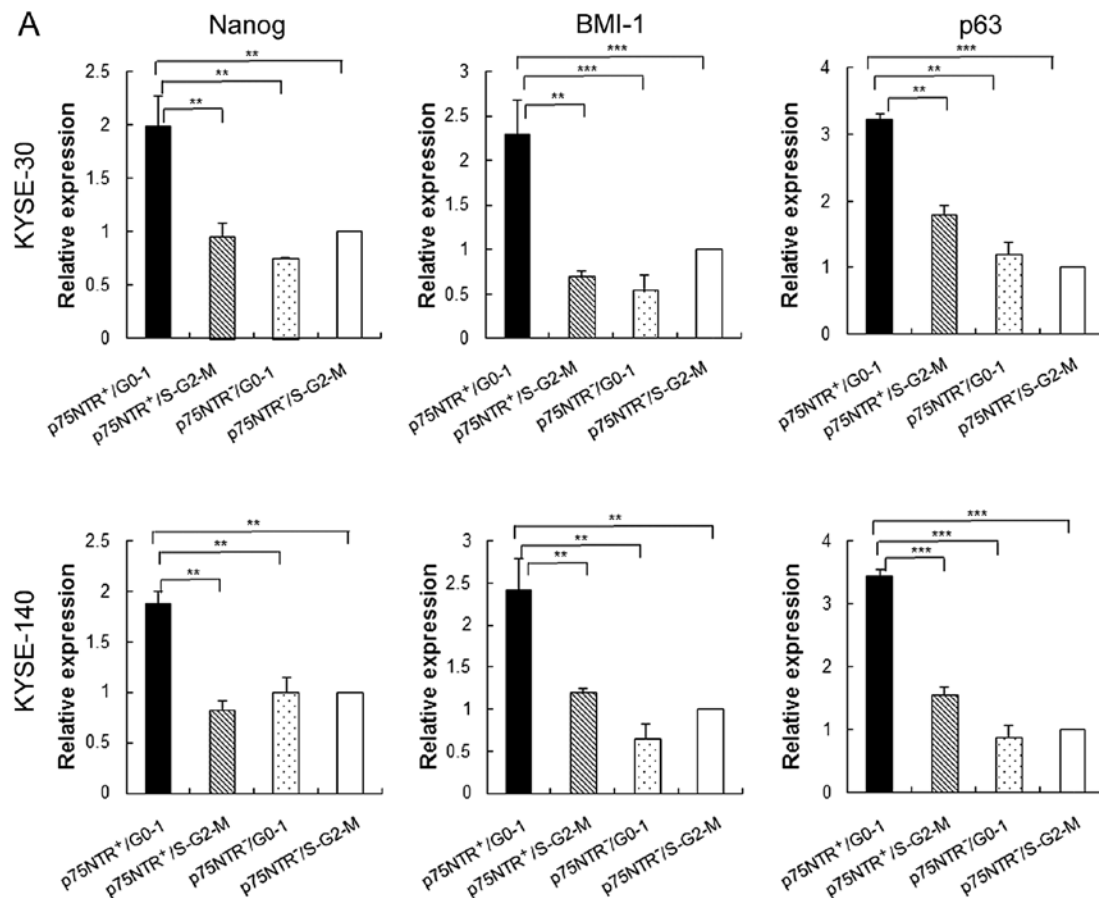 A
Nanog
BMI-1
p63
KYSE-30
Relative expression
2.5
2
1.5
1
0.5
0
**
**
**
p75NTR⁺/G0-1
p75NTR⁺/S-G2-M
p75NTR⁻/G0-1
p75NTR⁻/S-G2-M
Relative expression
3
2.5
2
1.5
1
0.5
0
***
***
**
p75NTR⁺/G0-1
p75NTR⁺/S-G2-M
p75NTR⁻/G0-1
p75NTR⁻/S-G2-M
Relative expression
4
3
2
1
0
***
**
**
p75NTR⁺/G0-1
p75NTR⁺/S-G2-M
p75NTR⁻/G0-1
p75NTR⁻/S-G2-M
KYSE-140
Relative expression
2.5
2
1.5
1
0.5
0
**
**
**
p75NTR⁺/G0-1
p75NTR⁺/S-G2-M
p75NTR⁻/G0-1
p75NTR⁻/S-G2-M
Relative expression
3
2.5
2
1.5
1
0.5
0
**
**
**
p75NTR⁺/G0-1
p75NTR⁺/S-G2-M
p75NTR⁻/G0-1
p75NTR⁻/S-G2-M
Relative expression
4
3
2
1
0
***
***
***
p75NTR⁺/G0-1
p75NTR⁺/S-G2-M
p75NTR⁻/G0-1
p75NTR⁻/S-G2-M